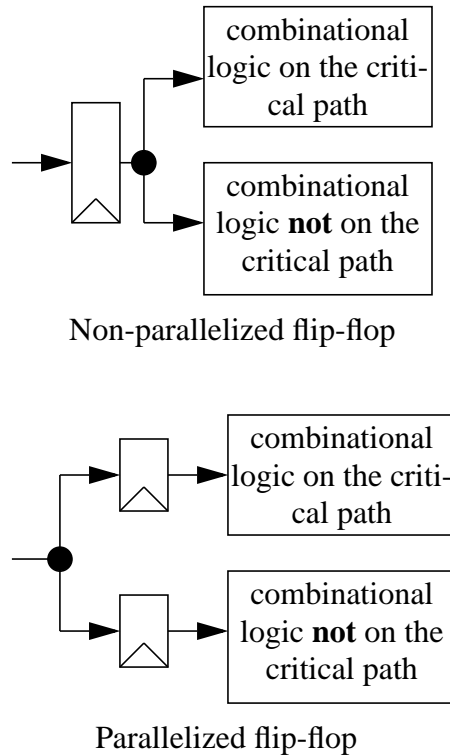 combinational
logic on the criti-
cal path
combinational
logic not on the
critical path
Non-parallelized flip-flop
combinational
logic on the criti-
cal path
combinational
logic not on the
critical path
Parallelized flip-flop